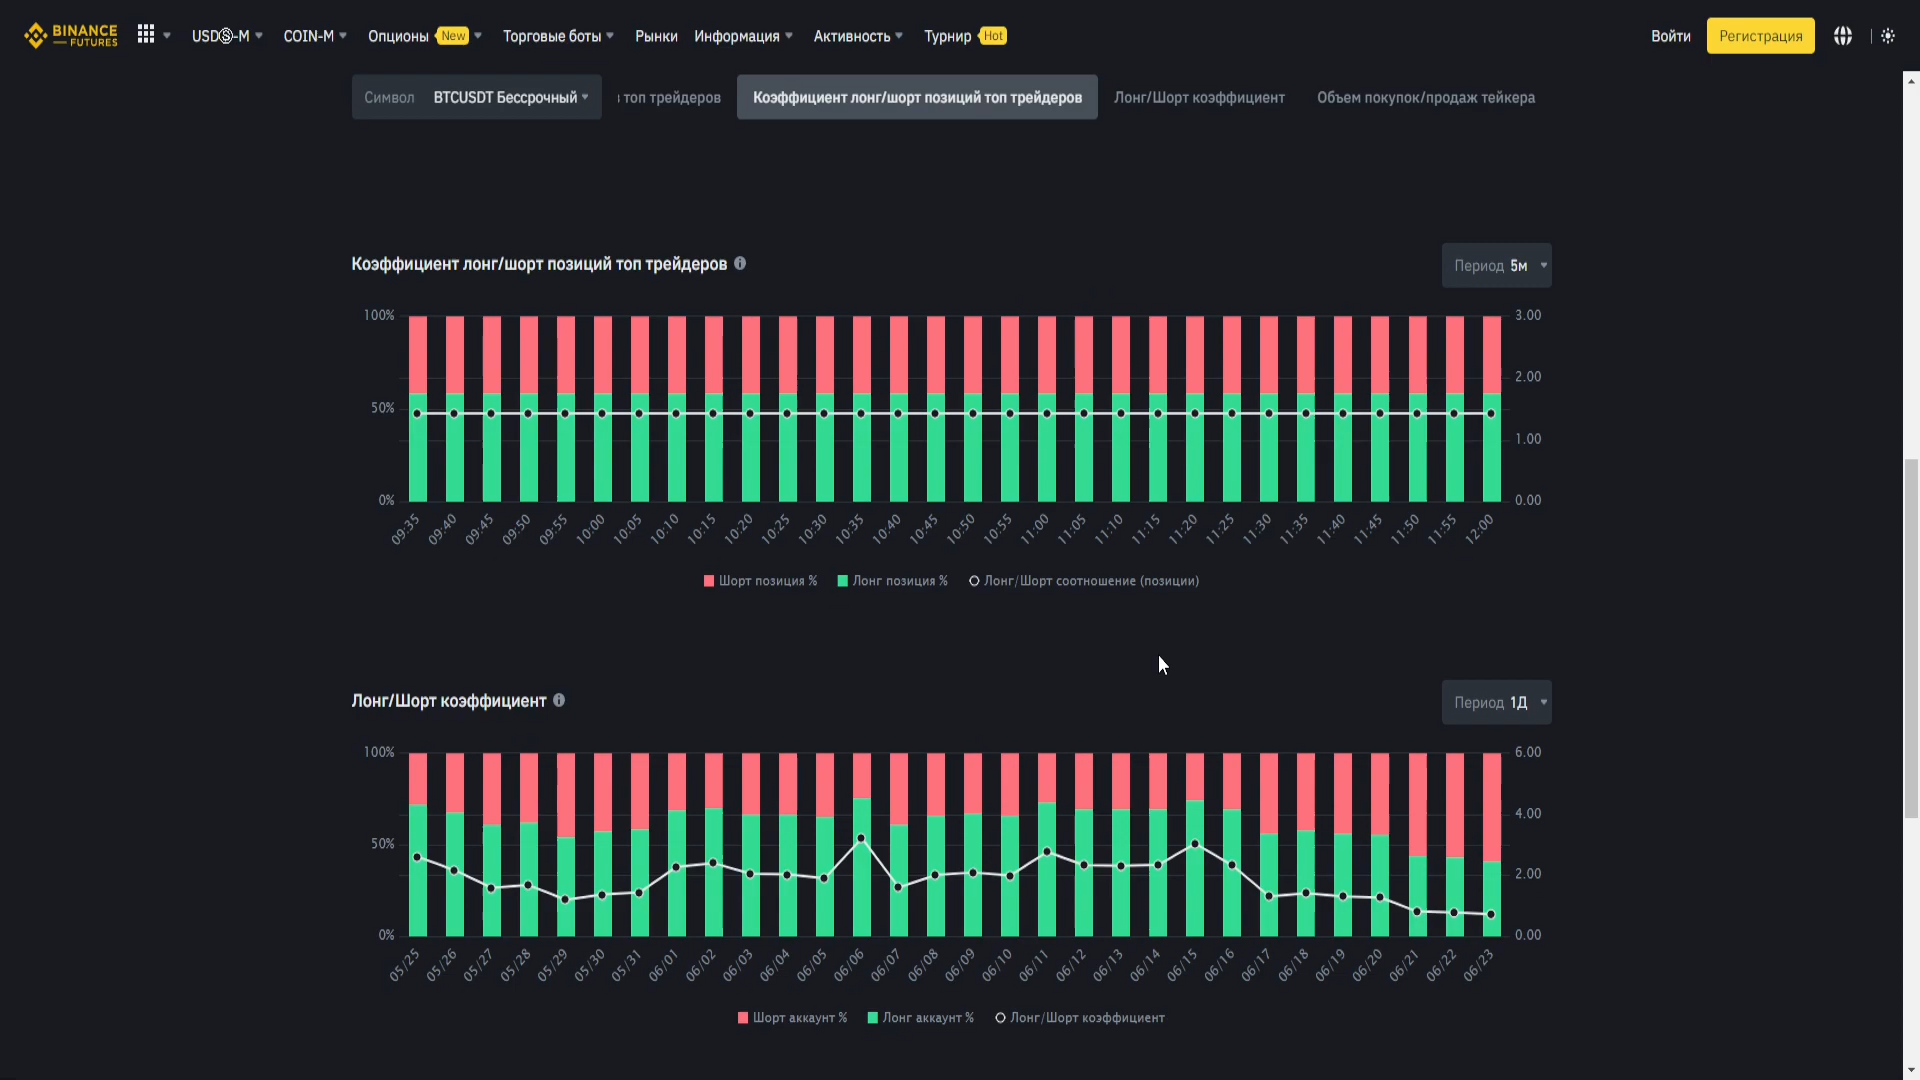 BINANCE
FUTURES
USDⓈ-M
COIN-M
Опционы New
Торговые боты
Рынки
Информация
Активность
Турнир Hot
Войти
Регистрация
Символ BTCUSDT Бессрочный
топ трейдеров
Коэффициент лонг/шорт позиций топ трейдеров
Лонг/Шорт коэффициент
Объем покупок/продаж тейкера
Коэффициент лонг/шорт позиций топ трейдеров
Период 5м
100%
50%
0%
3.00
2.00
1.00
0.00
09:35 09:40 09:45 09:50 09:55 10:00 10:05 10:10 10:15 10:20 10:25 10:30 10:35 10:40 10:45 10:50 10:55 11:00 11:05 11:10 11:15 11:20 11:25 11:30 11:35 11:40 11:45 11:50 11:55 12:00
Шорт позиция % Лонг позиция % Лонг/Шорт соотношение (позиции)
Лонг/Шорт коэффициент
Период 1Д
100%
50%
0%
6.00
4.00
2.00
0.00
05/25 05/26 05/27 05/28 05/29 05/30 05/31 06/01 06/02 06/03 06/04 06/05 06/06 06/07 06/08 06/09 06/10 06/11 06/12 06/13 06/14 06/15 06/16 06/17 06/18 06/19 06/20 06/21 06/22 06/23
Шорт аккаунт % Лонг аккаунт % Лонг/Шорт коэффициент